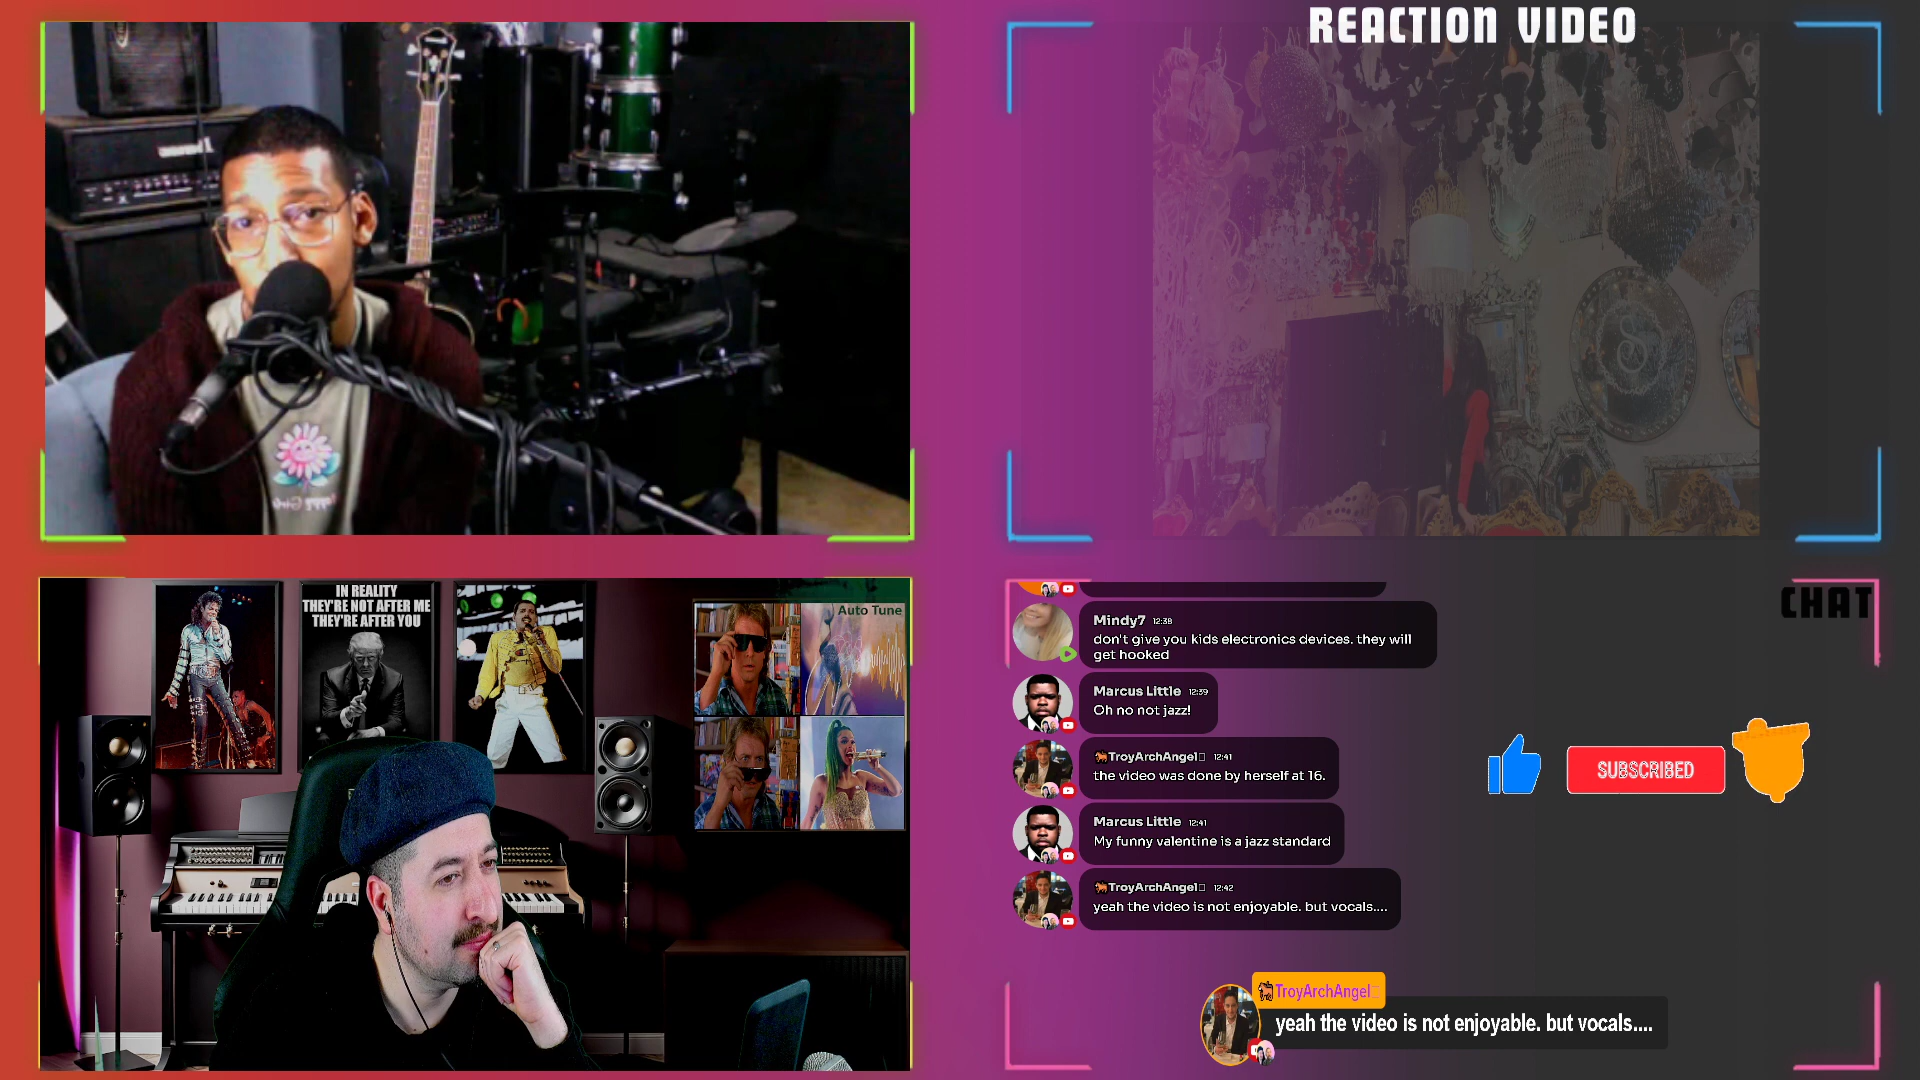 REACTION VIDEO
IN REALITY
THEY'RE NOT AFTER ME
THEY'RE AFTER YOU
Auto Tune
CHAT
Mindy7 12:38
don't give you kids electronics devices. they will
get hooked
Marcus Little 12:39
Oh no not jazz!
TroyArchAngel 12:41
the video was done by herself at 16.
Marcus Little 12:41
My funny valentine is a jazz standard
TroyArchAngel 12:42
yeah the video is not enjoyable. but vocals....
SUBSCRIBED
TroyArchAngel
yeah the video is not enjoyable. but vocals....